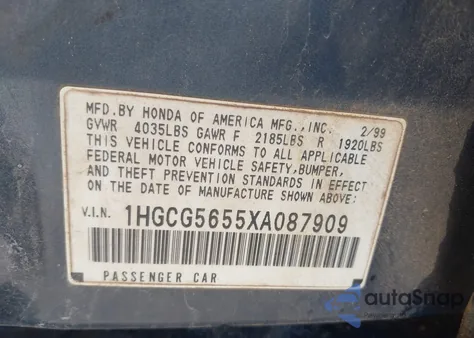 MFD.BY HONDA OF AMERICA MFG.,INC. 2/99
GVWR 4035LBS GAWR F 2185LBS R 1920LBS
THIS VEHICLE CONFORMS TO ALL APPLICABLE
FEDERAL MOTOR VEHICLE SAFETY,BUMPER,
AND THEFT PREVENTION STANDARDS IN EFFECT
ON THE DATE OF MANUFACTURE SHOWN ABOVE:
V.I.N. 1HGCG5655XA087909
PASSENGER CAR
autoSnap